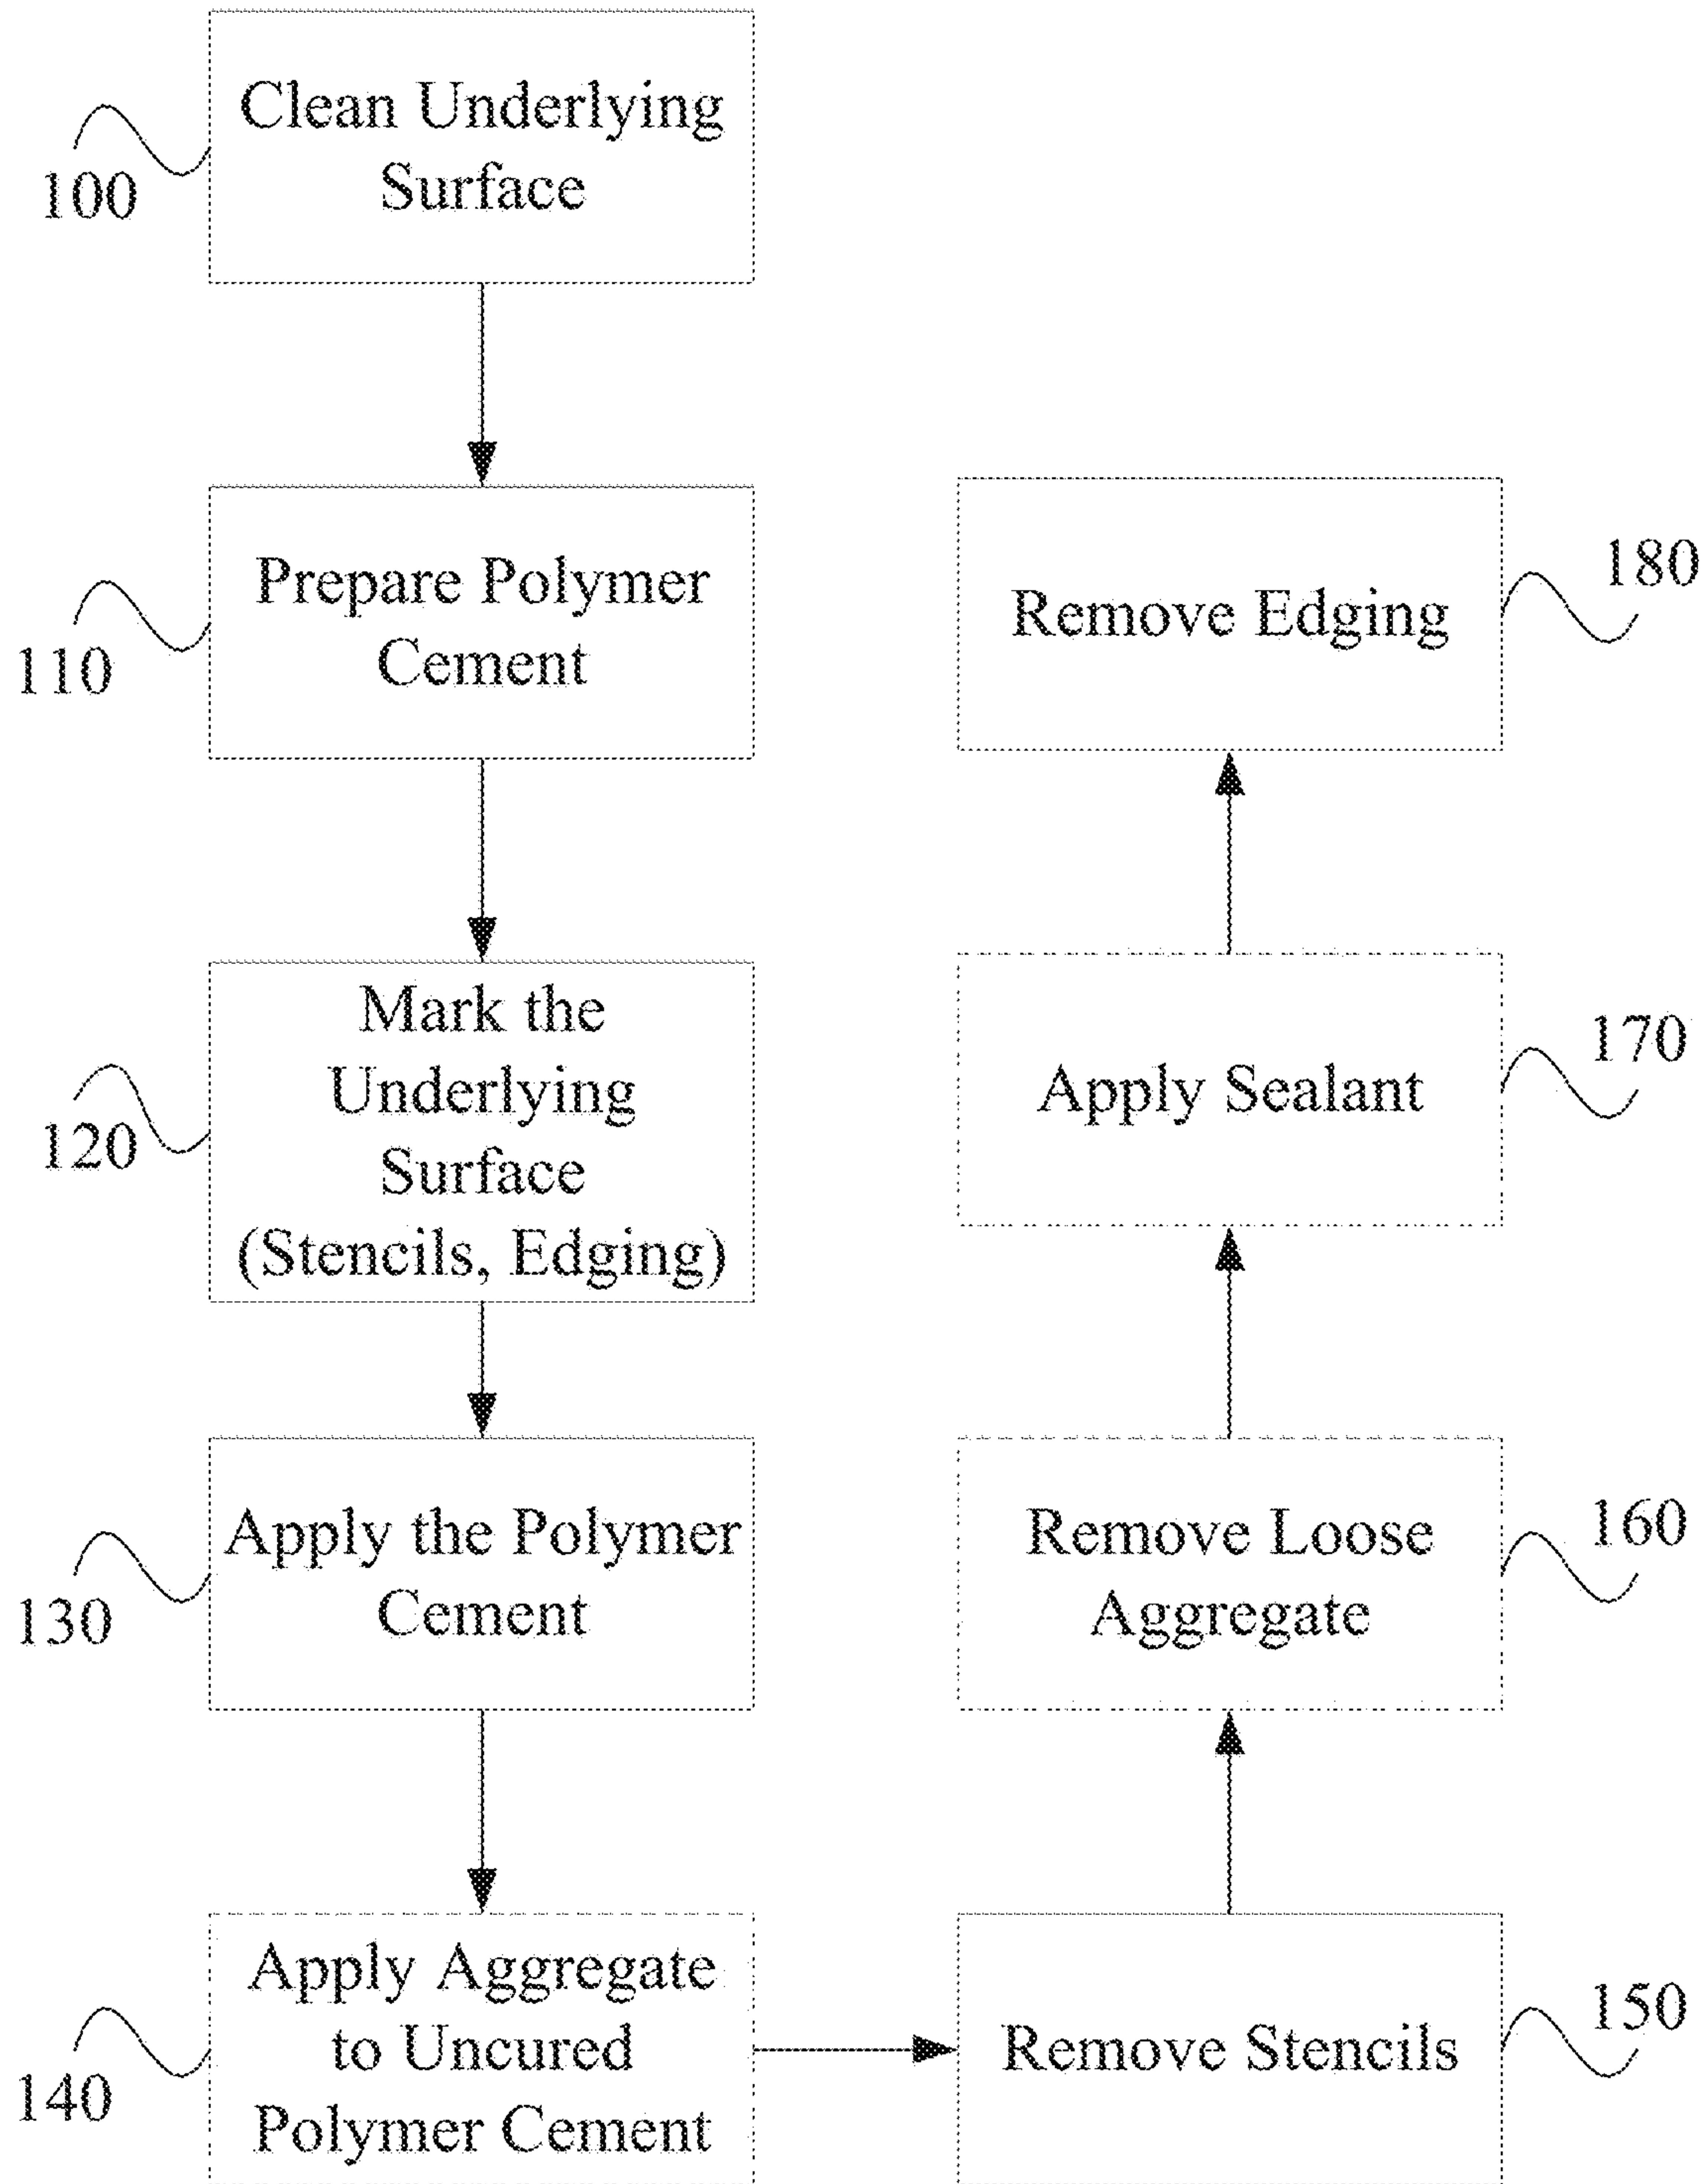 Clean Underlying
Surface
100
Prepare Polymer
Cement
110
Mark the
Underlying
Surface
(Stencils, Edging)
120
Apply the Polymer
Cement
130
Apply Aggregate
to Uncured
Polymer Cement
140
Remove Stencils
150
Remove Loose
Aggregate
160
Apply Sealant
170
Remove Edging
180